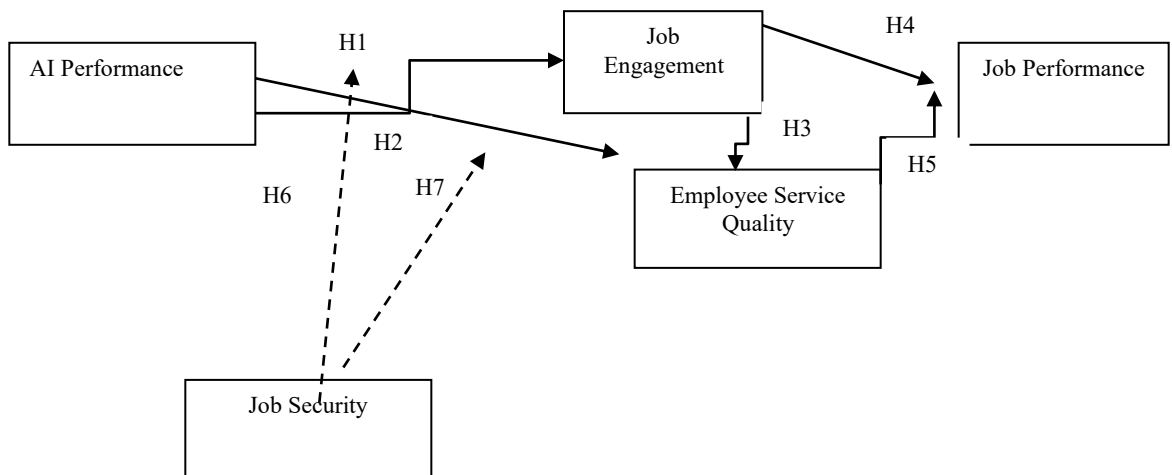 H1
Job
Engagement
H4
AI Performance
Job Performance
H2
H3
H5
H6
H7
Employee Service
Quality
Job Security